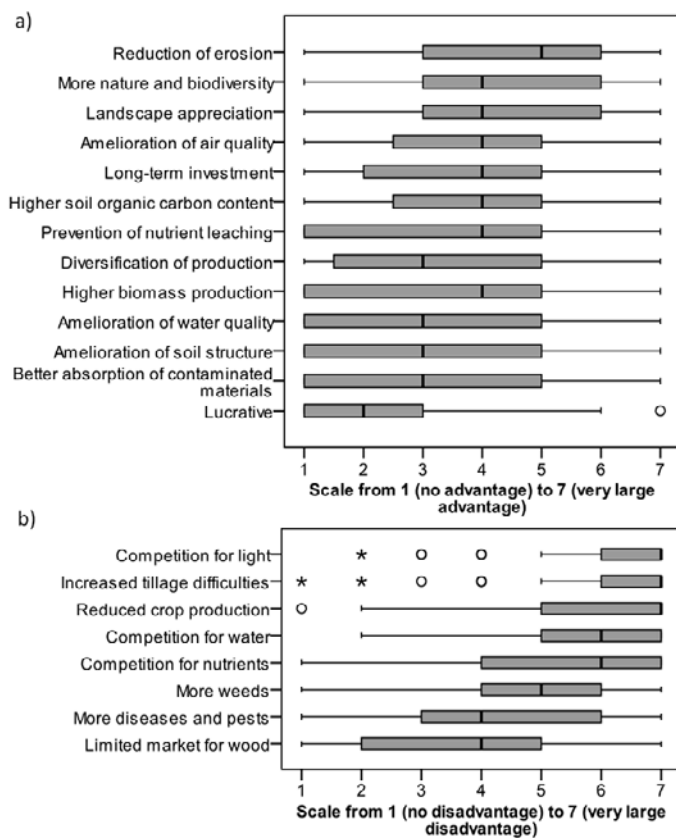 a)
Reduction of erosion
More nature and biodiversity
Landscape appreciation
Amelioration of air quality
Long-term investment
Higher soil organic carbon content
Prevention of nutrient leaching
Diversification of production
Higher biomass production
Amelioration of water quality
Amelioration of soil structure
Better absorption of contaminated
materials
Lucrative
1 2 3 4 5 6 7
Scale from 1 (no advantage) to 7 (very large
advantage)
b)
Competition for light
Increased tillage difficulties
Reduced crop production
Competition for water
Competition for nutrients
More weeds
More diseases and pests
Limited market for wood
1 2 3 4 5 6 7
Scale from 1 (no disadvantage) to 7 (very large
disadvantage)